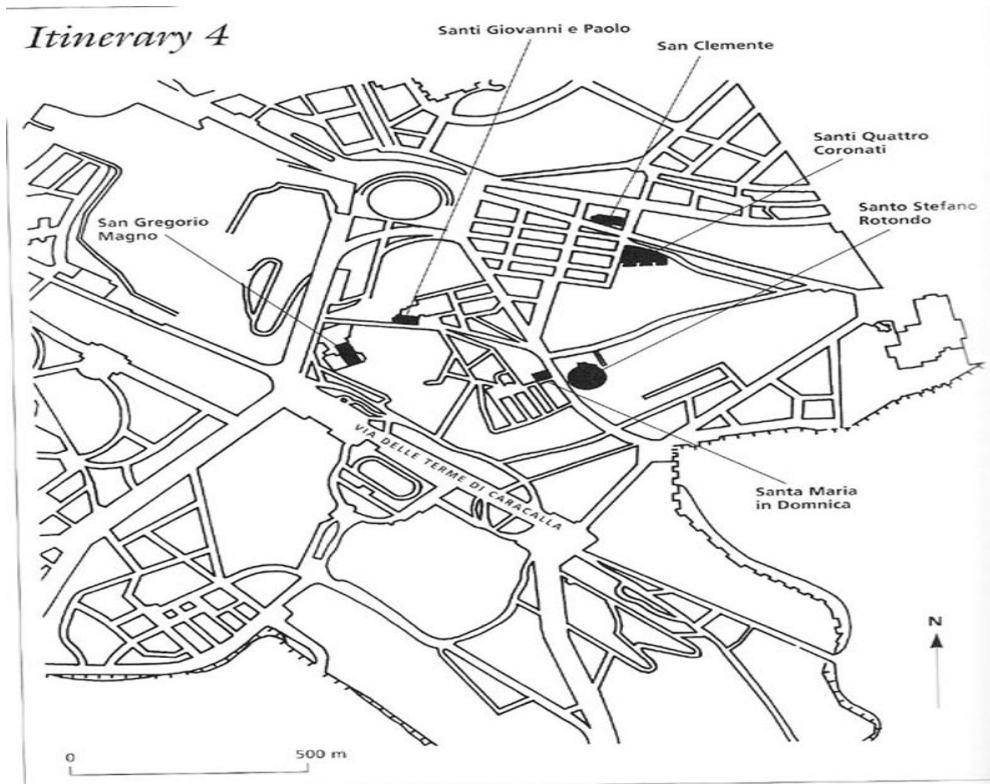 Itinerary 4
Santi Giovanni e Paolo
San Clemente
Santi Quattro
Coronati
Santo Stefano
Rotondo
San Gregorio
Magno
VIA DELLE TERME DI CARACALLA
Santa Maria
in Domnica
N
0
500 m